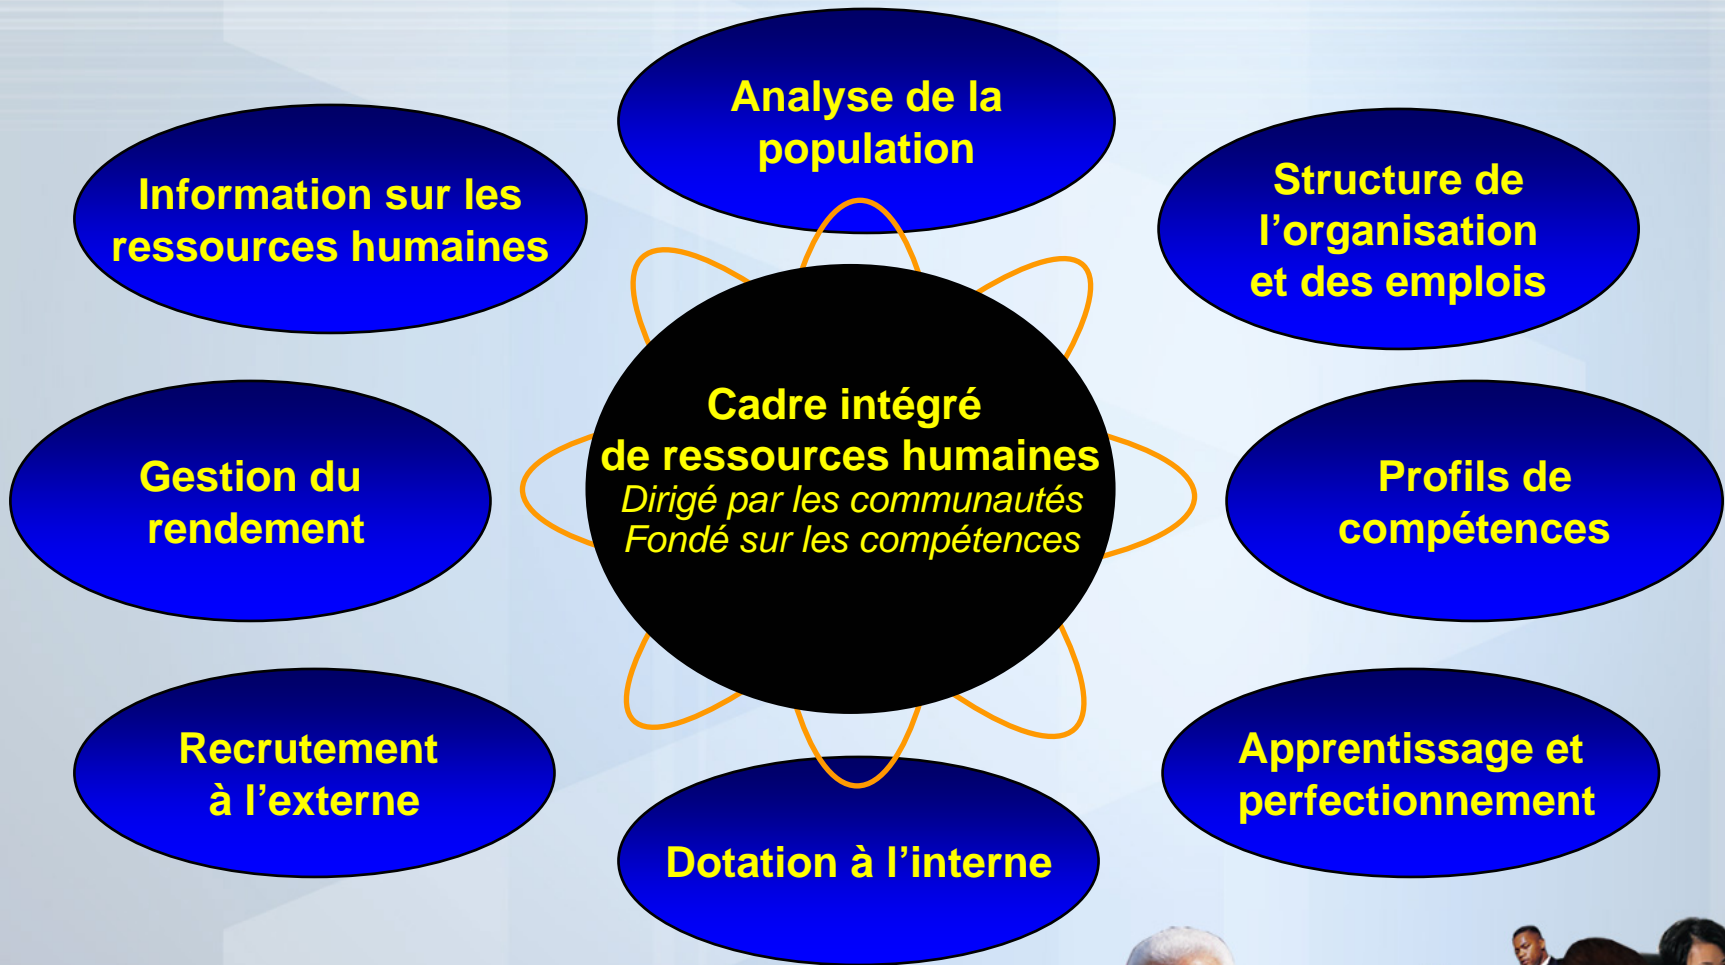 Analyse de la
population
Information sur les
ressources humaines
Structure de
l’organisation
et des emplois
Cadre intégré
de ressources humaines
Dirigé par les communautés
Fondé sur les compétences
Gestion du
rendement
Profils de
compétences
Recrutement
à l’externe
Apprentissage et
perfectionnement
Dotation à l’interne